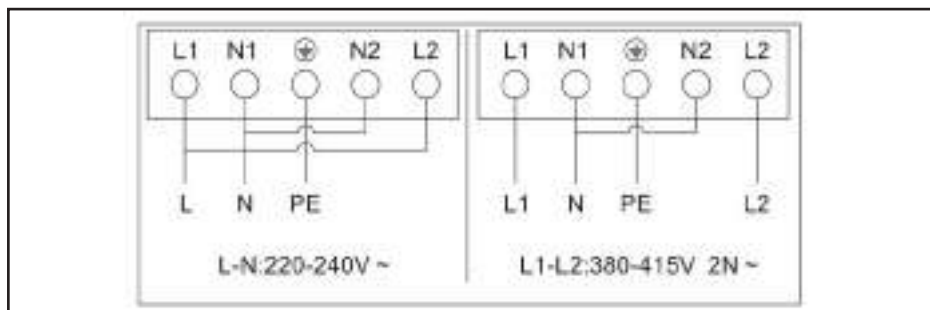 L1 N1 ⏚ N2 L2
L N PE
L-N:220-240V ~
L1 N1 ⏚ N2 L2
L1 N PE L2
L1-L2:380-415V 2N ~